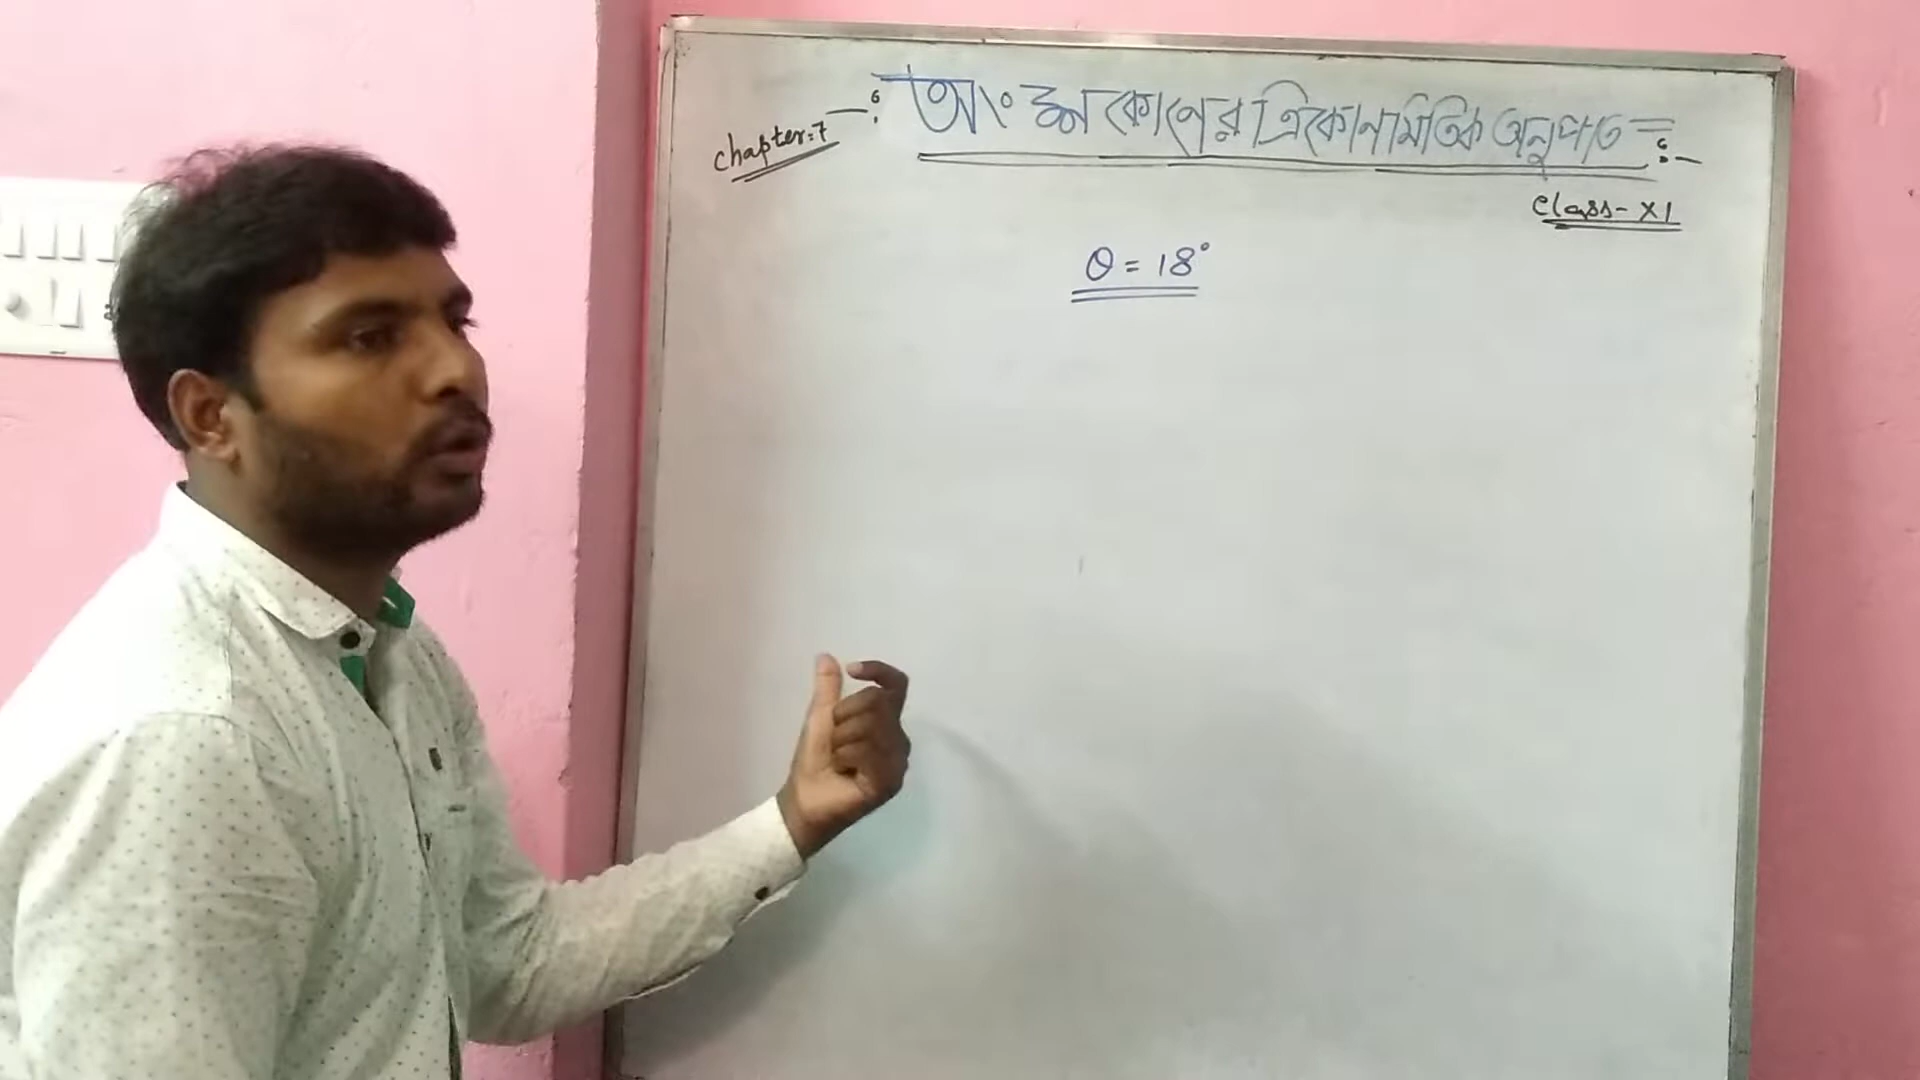 chapter:7
—: অংশ কোণের ত্রিকোণমিতিক অনুপাত :—
Class-XI
θ = 18°